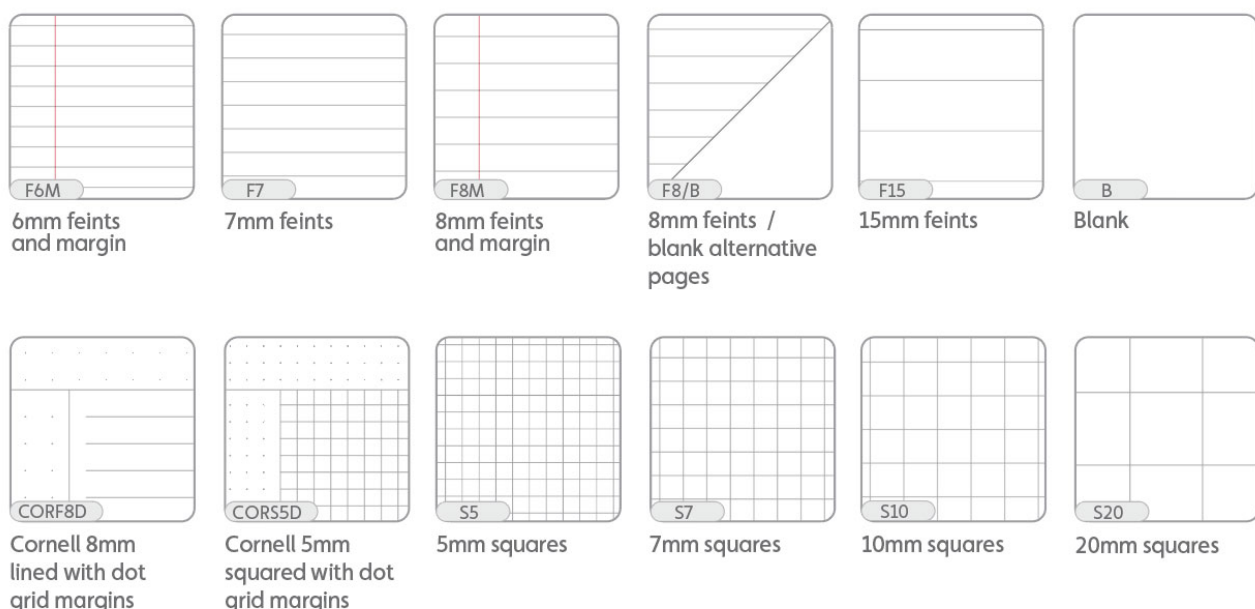 F6M
6mm feints
and margin
F7
7mm feints
F8M
8mm feints
and margin
F8/B
8mm feints /
blank alternative
pages
F15
15mm feints
B
Blank
CORF8D
Cornell 8mm
lined with dot
grid margins
CORS5D
Cornell 5mm
squared with dot
grid margins
S5
5mm squares
S7
7mm squares
S10
10mm squares
S20
20mm squares